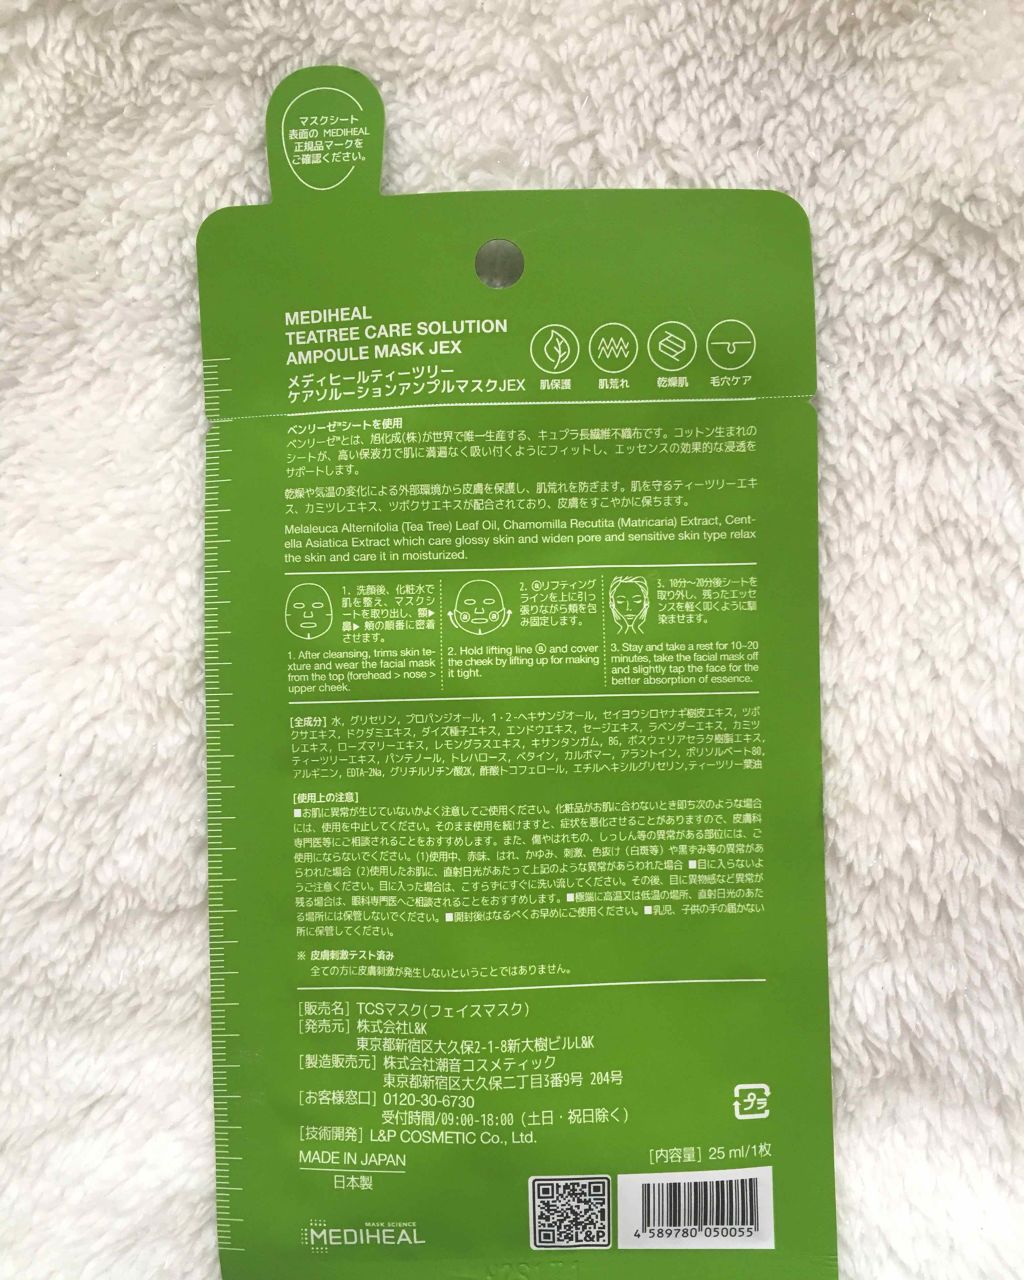 マスクシート
表面の MEDIHEAL
正規品マークを
ご確認ください。
MEDIHEAL
TEATREE CARE SOLUTION
AMPOULE MASK JEX
メディヒールティーツリー
ケアソルーションアンプルマスクJEX
肌保護
肌荒れ
乾燥肌
毛穴ケア
ベンリーゼ™シートを使用
ベンリーゼ™とは、旭化成(株)が世界で唯一生産する、キュプラ長繊維不織布です。コットン生まれの
シートが、高い保液力で肌に満遍なく吸い付くようにフィットし、エッセンスの効果的な浸透を
サポートします。
乾燥や気温の変化による外部環境から皮膚を保護し、肌荒れを防ぎます。肌を守るティーツリーエキ
ス、カミツレエキス、ツボクサエキスが配合されており、皮膚をすこやかに保ちます。
Melaleuca Alternifolia (Tea Tree) Leaf Oil, Chamomilla Recutita (Matricaria) Extract, Cent-
ella Asiatica Extract which care glossy skin and widen pore and sensitive skin type relax
the skin and care it in moisturized.
1. 洗顔後、化粧水で
肌を整え、マスクシ
ートを取り出し、額▶
鼻▶ 頬の順番に密着
させます。
1. After cleansing, trims skin te-
xture and wear the facial mask
from the top (forehead > nose >
upper cheek.
2. ⓐリフティング
ラインを上に引っ
張りながら頬を包
み固定します。
2. Hold lifting line ⓐ and cover
the cheek by lifting up for making
it tight.
3. 10分〜20分後シートを
取り外し、残ったエッセ
ンスを軽く叩くように馴
染ませます。
3. Stay and take a rest for 10~20
minutes, take the facial mask off
and slightly tap the face for the
better absorption of essence.
[全成分] 水, グリセリン, プロパンジオール, 1・2-ヘキサンジオール, セイヨウシロヤナギ樹皮エキス, ツボ
クサエキス, ドクダミエキス, ダイズ種子エキス, エンドウエキス, セージエキス, ラベンダーエキス, カミツ
レエキス, ローズマリーエキス, レモングラスエキス, キサンタンガム, BG, ボスウェリアセラタ樹脂エキス,
ティーツリーエキス, パンテノール, トレハロース, ベタイン, カルボマー, アラントイン, ポリソルベート80,
アルギニン, EDTA-2Na, グリチルリチン酸2K, 酢酸トコフェロール, エチルヘキシルグリセリン,ティーツリー葉油
[使用上の注意]
■お肌に異常が生じていないかよく注意してご使用ください。化粧品がお肌に合わないとき即ち次のような場合
には、使用を中止してください。そのまま使用を続けますと、症状を悪化させることがありますので、皮膚科
専門医等にご相談されることをおすすめします。また、傷やはれもの、しっしん等の異常がある部位には、ご
使用にならないでください。(1)使用中、赤味、はれ、かゆみ、刺激、色抜け（白斑等）や黒ずみ等の異常があ
らわれた場合 (2)使用したお肌に、直射日光があたって上記のような異常があらわれた場合 ■目に入らないよ
うご注意ください。目に入った場合は、こすらずにすぐに洗い流してください。その後、目に異物感など異常が
残る場合は、眼科専門医へご相談されることをおすすめします。■極端に高温又は低温の場所、直射日光のあた
る場所には保管しないでください。■開封後はなるべくお早めにご使用ください。■乳児、子供の手の届かない
所に保管してください。
※ 皮膚刺激テスト済み
全ての方に皮膚刺激が発生しないということではありません。
[販売名] TCSマスク(フェイスマスク)
[発売元] 株式会社L&K
東京都新宿区大久保2-1-8新大樹ビルL&K
[製造販売元] 株式会社潮音コスメティック
東京都新宿区大久保二丁目3番9号 204号
[お客様窓口] 0120-30-6730
受付時間/09:00-18:00 (土日・祝日除く)
[技術開発] L&P COSMETIC Co., Ltd.
MADE IN JAPAN
日本製
プラ
[内容量] 25 ml/1枚
MASK SCIENCE
MEDIHEAL
L&P
4 589780 050055